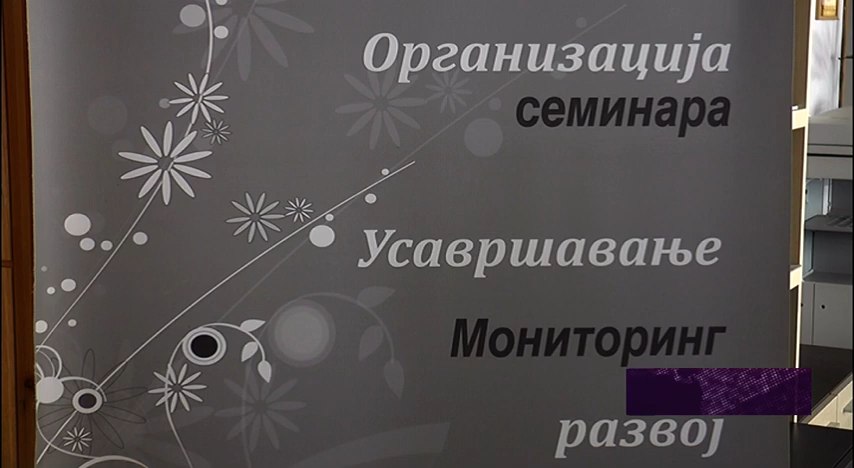 Организација
семинара
Усавршавање
Мониторинг
развој